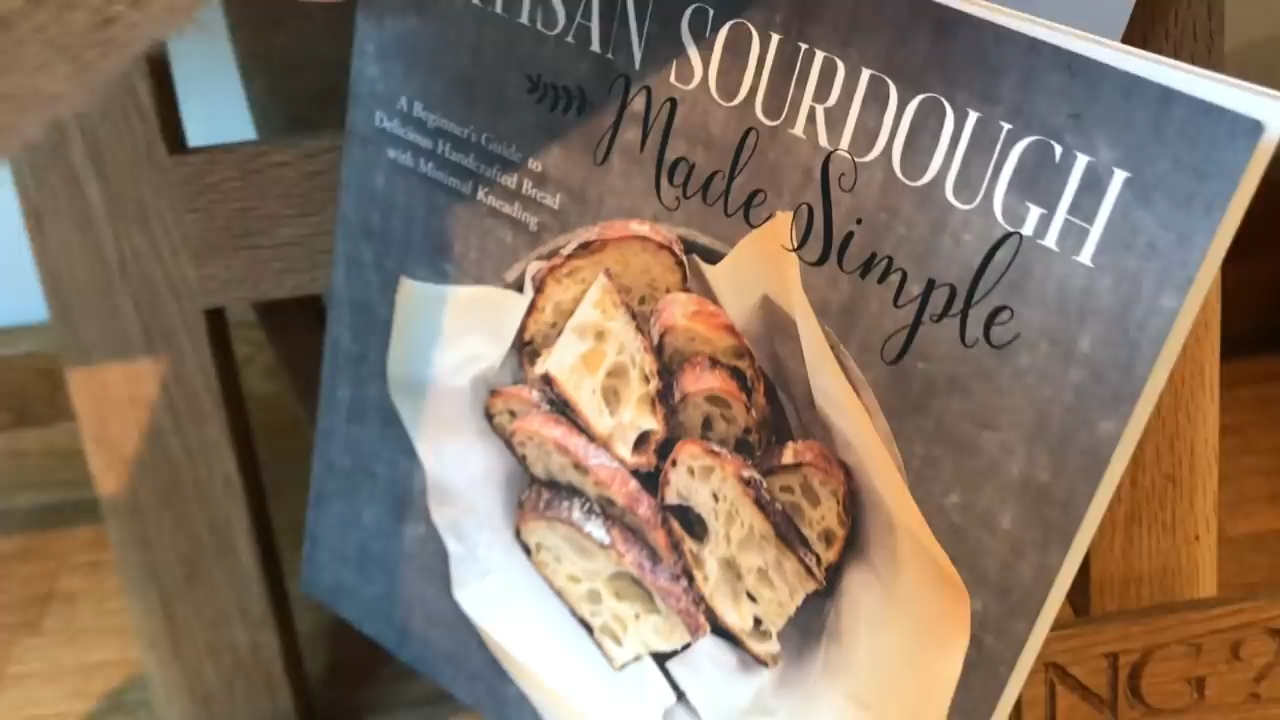 SOURDOUGH
Made Simple
A Beginner's Guide to
Delicious Handcrafted Bread
with Minimal Kneading